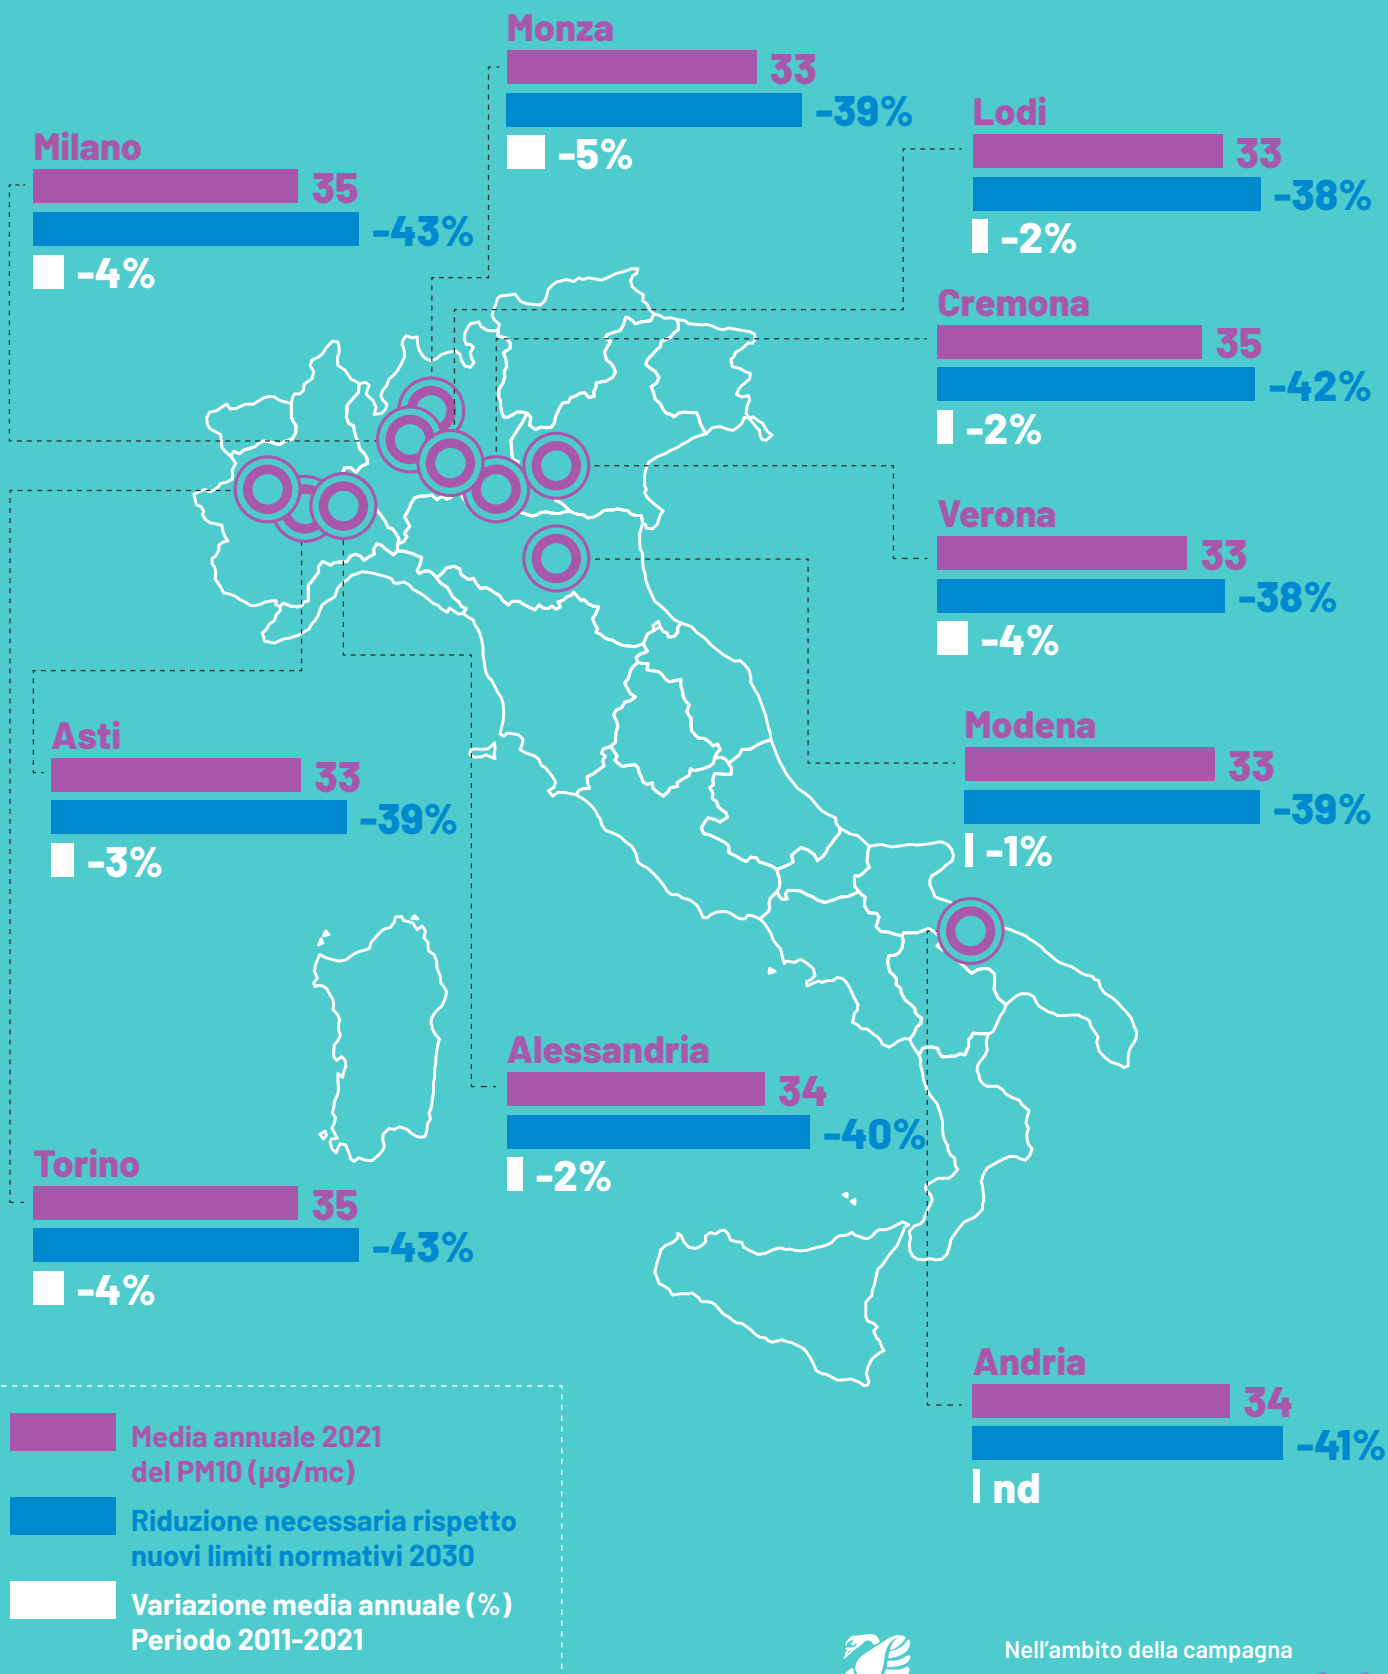 Monza
33
-39%
-5%
Lodi
33
-38%
-2%
Milano
35
-43%
-4%
Cremona
35
-42%
-2%
Verona
33
-38%
-4%
Modena
33
-39%
-1%
Asti
33
-39%
-3%
Alessandria
34
-40%
-2%
Torino
35
-43%
-4%
Andria
34
-41%
nd
Media annuale 2021
del PM10 (µg/mc)
Riduzione necessaria rispetto
nuovi limiti normativi 2030
Variazione media annuale (%)
Periodo 2011-2021
Nell'ambito della campagna